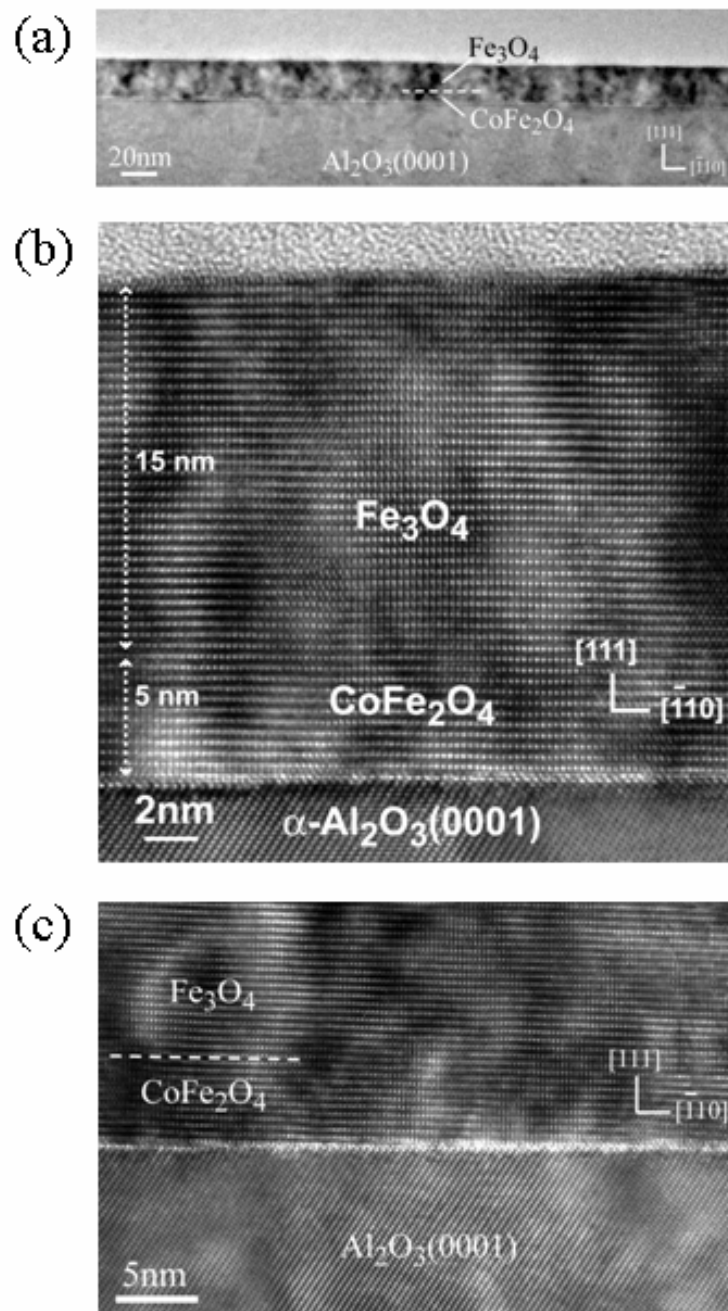 (a)
Fe₃O₄
CoFe₂O₄
20nm
Al₂O₃(0001)
[111]
[1̄10]
(b)
15 nm
Fe₃O₄
[111]
5 nm
CoFe₂O₄
[1̄10]
2nm
α-Al₂O₃(0001)
(c)
Fe₃O₄
CoFe₂O₄
[111]
[1̄10]
Al₂O₃(0001)
5nm